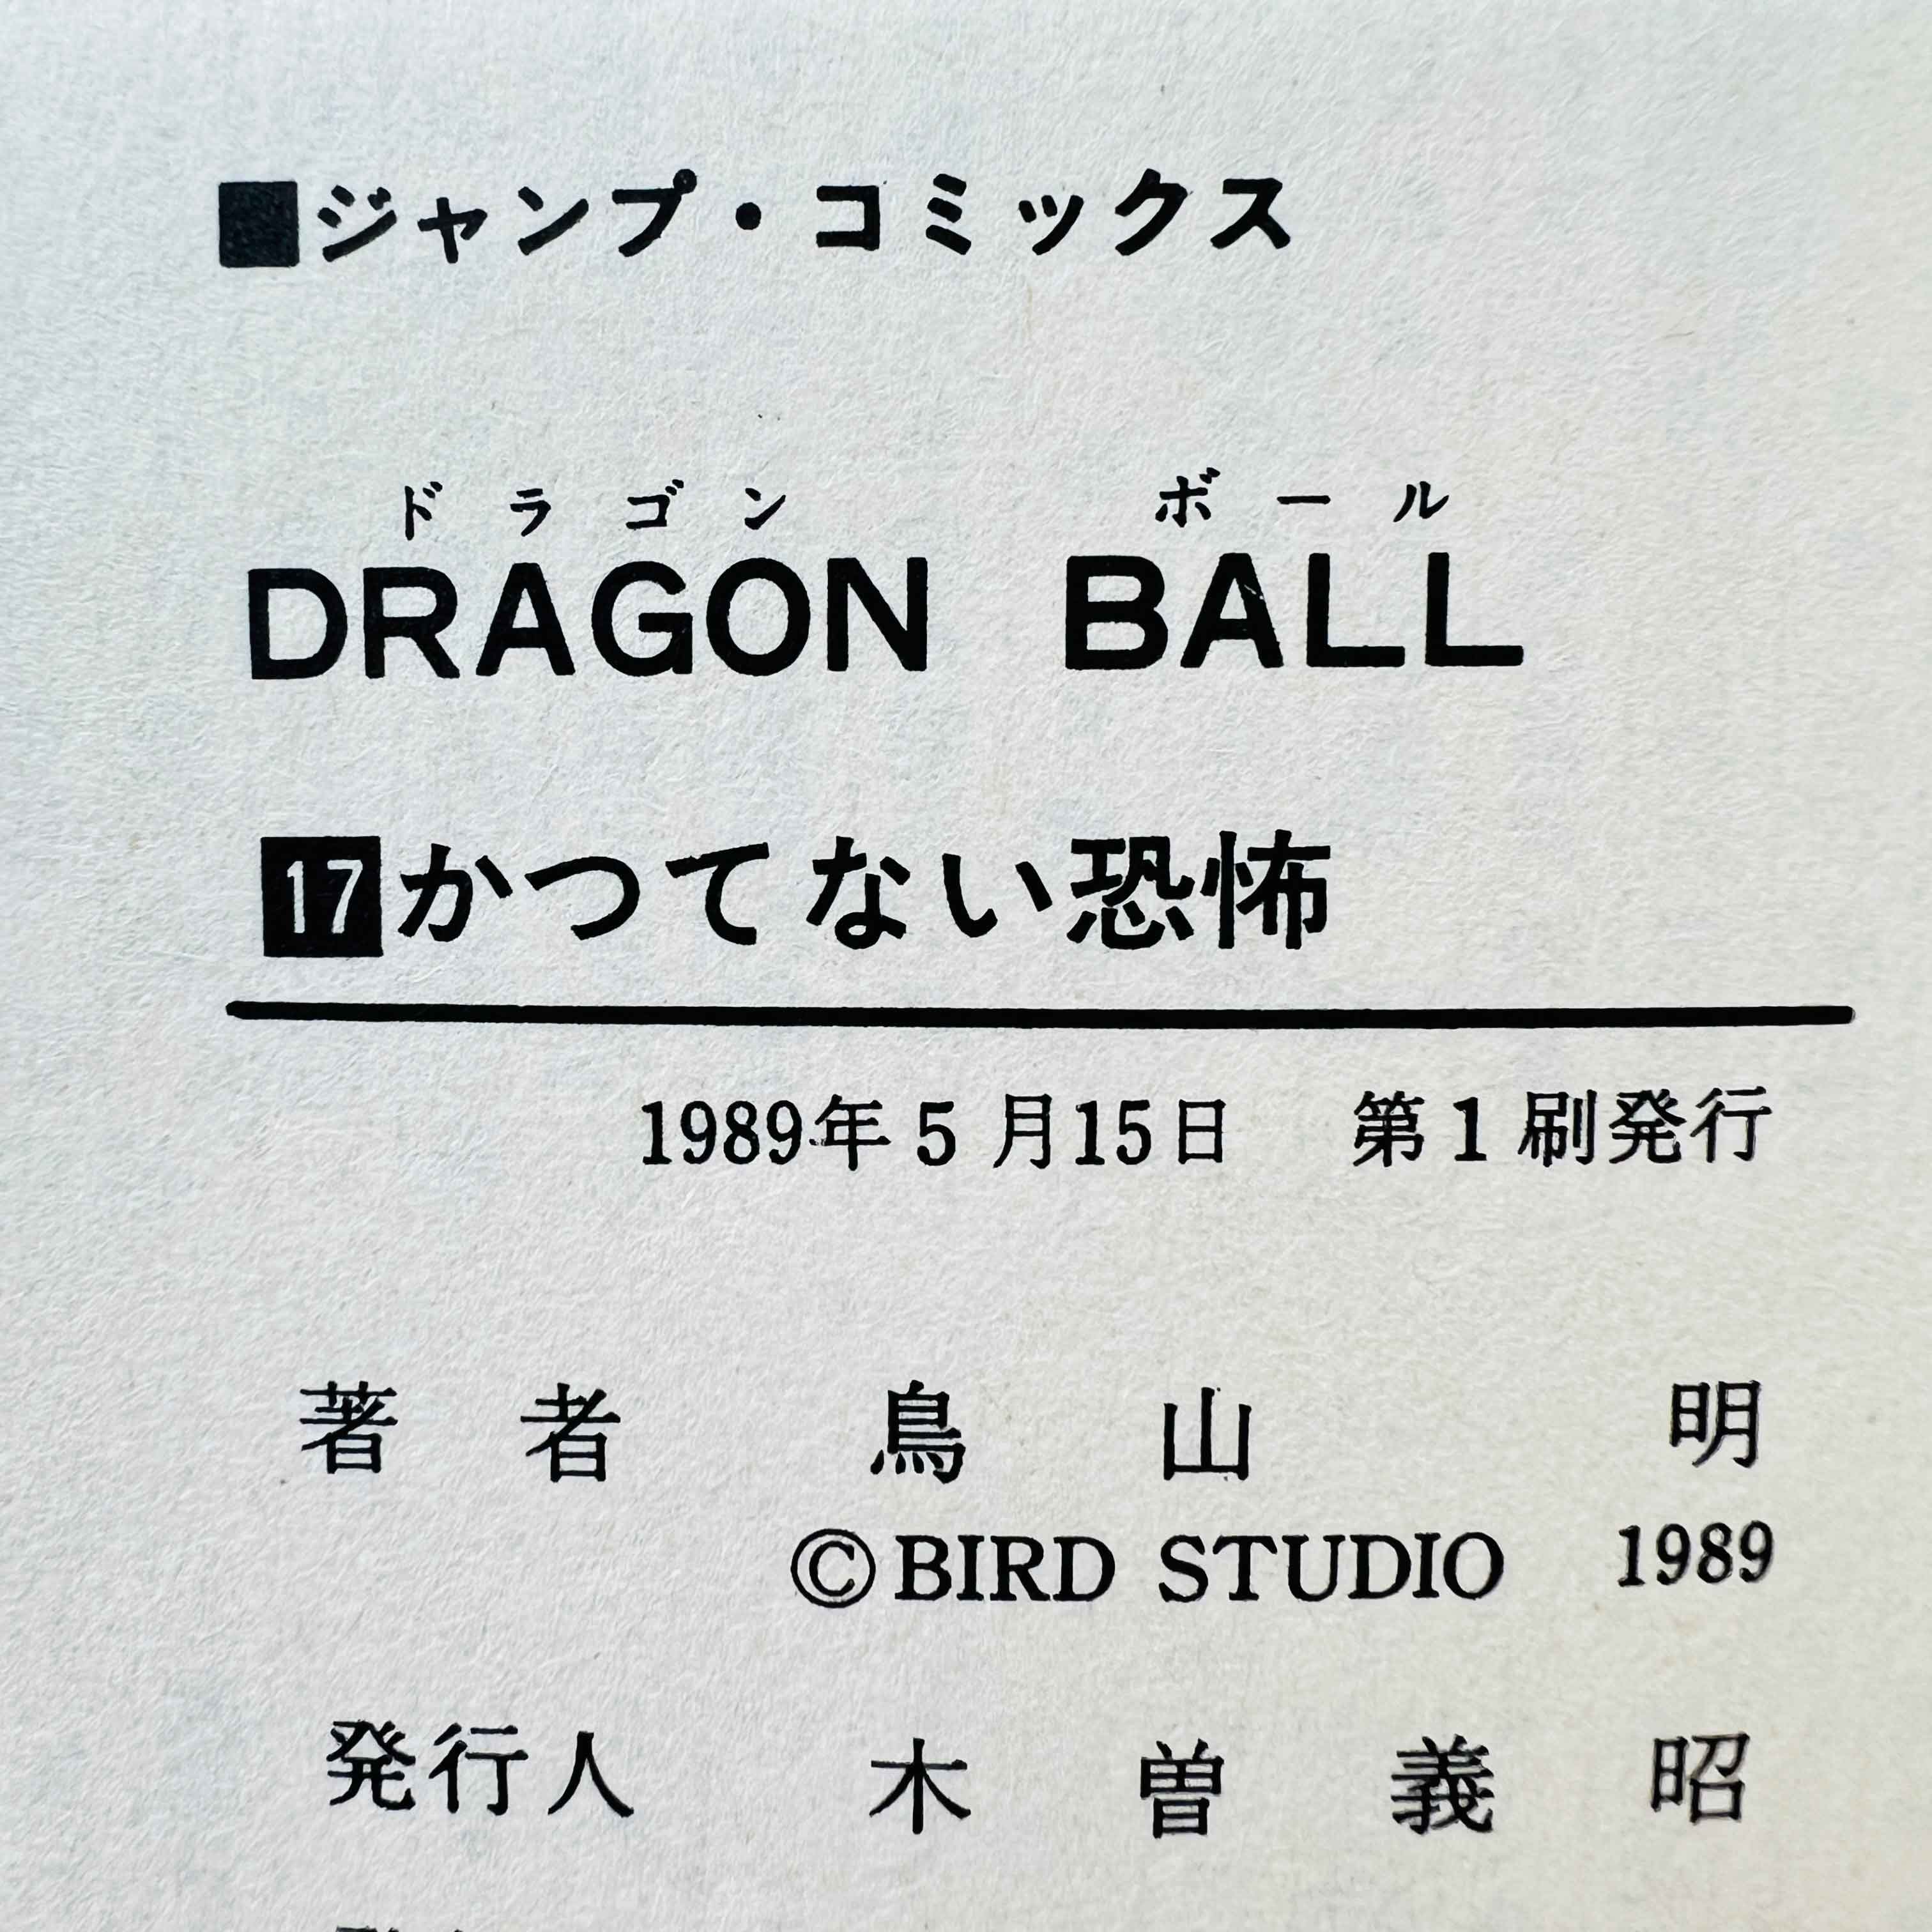 ■ジャンプ・コミックス
ドラゴン ボール
DRAGON BALL
17かつてない恐怖
1989年5月15日 第1刷発行
著者 鳥山 明
©BIRD STUDIO 1989
発行人 木曽義昭